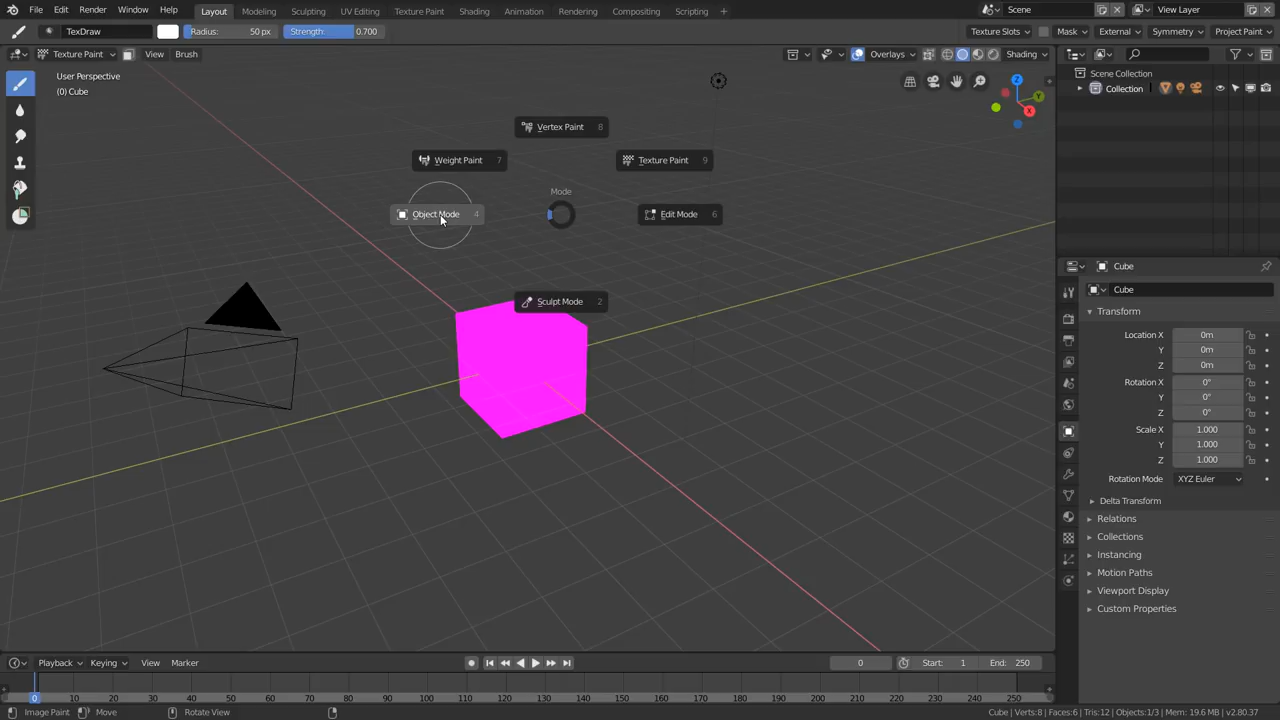 File Edit Render Window Help Layout Modeling Sculpting UV Editing Texture Paint Shading Animation Rendering Compositing Scripting Scene View Layer
TexDraw Radius: 50 px Strength: 0.700 Texture Slots Mask External Symmetry Project Paint
Texture Paint View Brush Overlays Shading
User Perspective
(0) Cube
Scene Collection
Collection
Vertex Paint 8
Weight Paint 7
Texture Paint 9
Mode
Object Mode 4
Edit Mode 6
Sculpt Mode 2
Z
Y
X
Cube
Cube
Transform
Location X 0m
Y 0m
Z 0m
Rotation X 0°
Y 0°
Z 0°
Scale X 1.000
Y 1.000
Z 1.000
Rotation Mode XYZ Euler
Delta Transform
Relations
Collections
Instancing
Motion Paths
Viewport Display
Custom Properties
Playback Keying View Marker 0 Start: 1 End: 250
0 10 20 30 40 50 60 70 80 90 100 110 120 130 140 150 160 170 180 190 200 210 220 230 240 250
Image Paint Move Rotate View Cube | Verts:8 | Faces:6 | Tris:12 | Objects:1/3 | Mem: 19.6 MB | v2.80.37